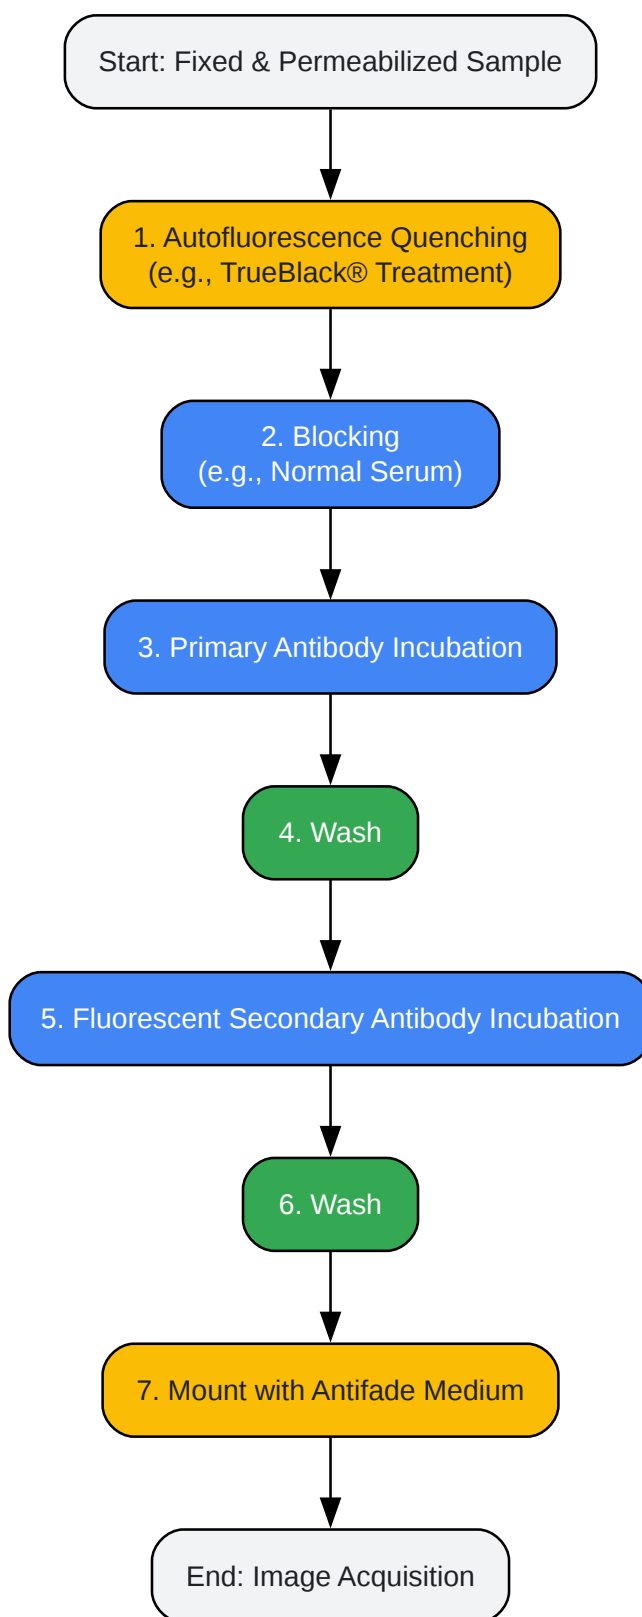 Start: Fixed & Permeabilized Sample
1. Autofluorescence Quenching
(e.g., TrueBlack® Treatment)
2. Blocking
(e.g., Normal Serum)
3. Primary Antibody Incubation
4. Wash
5. Fluorescent Secondary Antibody Incubation
6. Wash
7. Mount with Antifade Medium
End: Image Acquisition